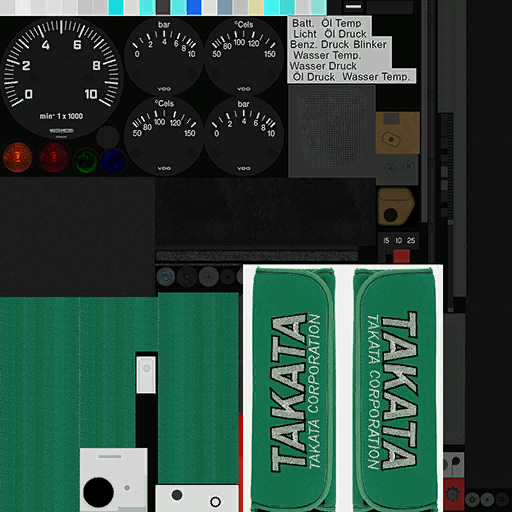 0 2 4 6 8 10
min⁻¹ 1 x 1000
bar
0 2 4 6 8 10
VDO
°Cels
50 80 100 120 150
VDO
°Cels
50 80 100 120 150
VDO
bar
0 2 4 6 8 10
VDO
Batt. Öl Temp
Licht Öl Druck
Benz. Druck Blinker
Wasser Temp.
Wasser Druck
Öl Druck Wasser Temp.
15 10 25
TAKATA
TAKATA CORPORATION
TAKATA
TAKATA CORPORATION